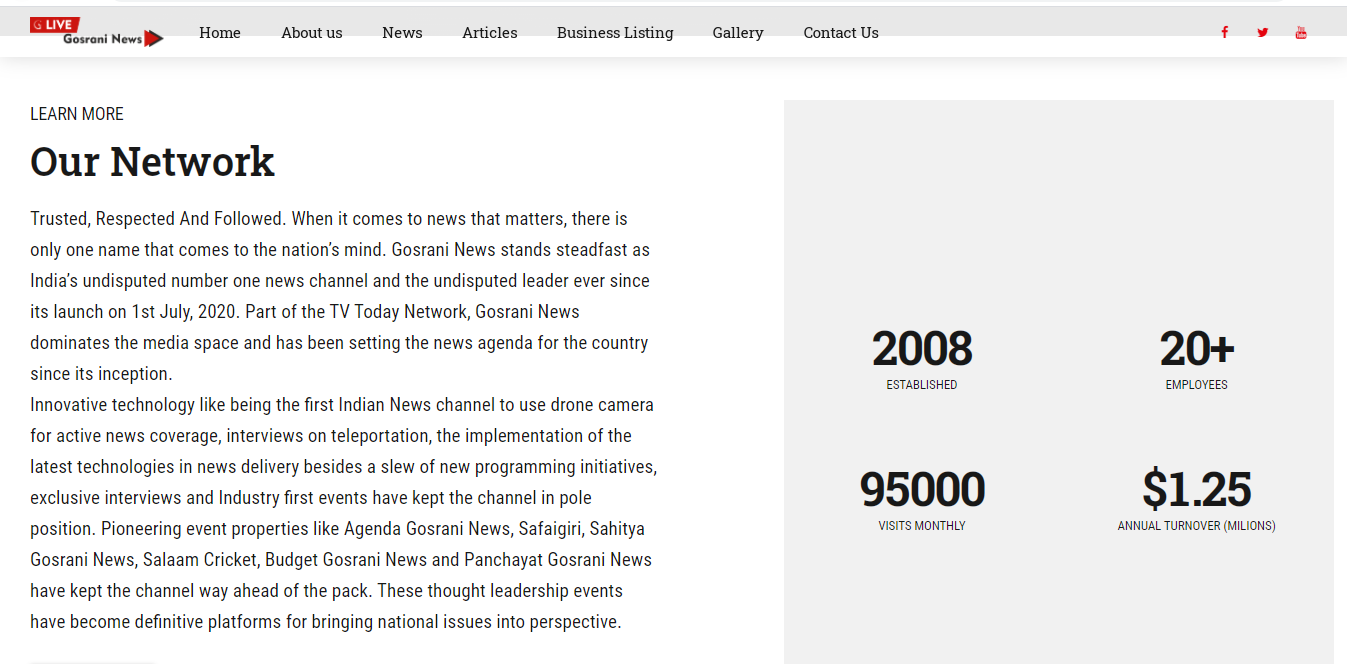 G LIVE
Gosrani News
Home About us News Articles Business Listing Gallery Contact Us
LEARN MORE
Our Network
Trusted, Respected And Followed. When it comes to news that matters, there is
only one name that comes to the nation’s mind. Gosrani News stands steadfast as
India’s undisputed number one news channel and the undisputed leader ever since
its launch on 1st July, 2020. Part of the TV Today Network, Gosrani News
dominates the media space and has been setting the news agenda for the country
since its inception.
Innovative technology like being the first Indian News channel to use drone camera
for active news coverage, interviews on teleportation, the implementation of the
latest technologies in news delivery besides a slew of new programming initiatives,
exclusive interviews and Industry first events have kept the channel in pole
position. Pioneering event properties like Agenda Gosrani News, Safaigiri, Sahitya
Gosrani News, Salaam Cricket, Budget Gosrani News and Panchayat Gosrani News
have kept the channel way ahead of the pack. These thought leadership events
have become definitive platforms for bringing national issues into perspective.
2008
ESTABLISHED
20+
EMPLOYEES
95000
VISITS MONTHLY
$1.25
ANNUAL TURNOVER (MILIONS)